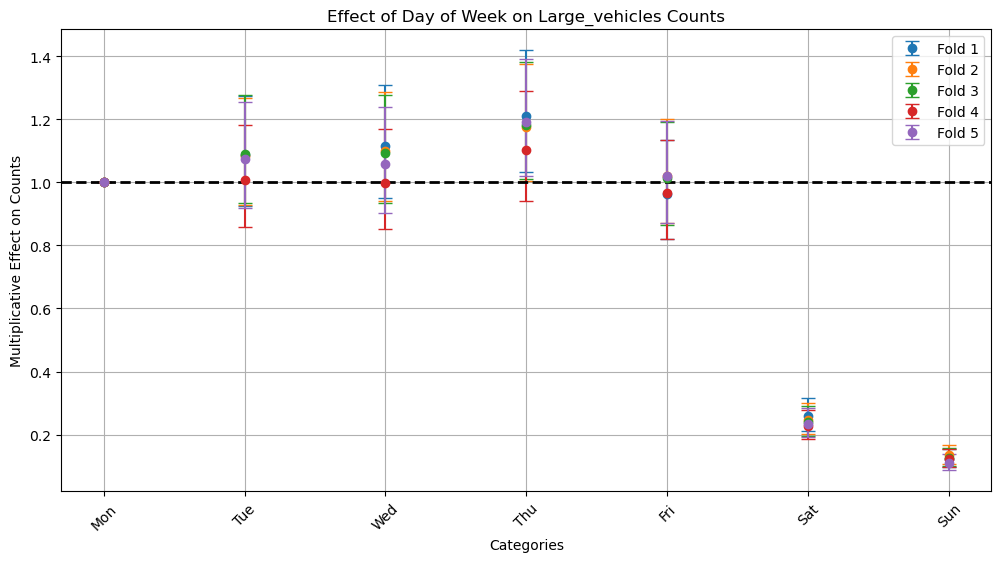 Effect of Day of Week on Large_vehicles Counts
Multiplicative Effect on Counts
1.4
1.2
1.0
0.8
0.6
0.4
0.2
Fold 1
Fold 2
Fold 3
Fold 4
Fold 5
Mon
Tue
Wed
Thu
Fri
Sat
Sun
Categories